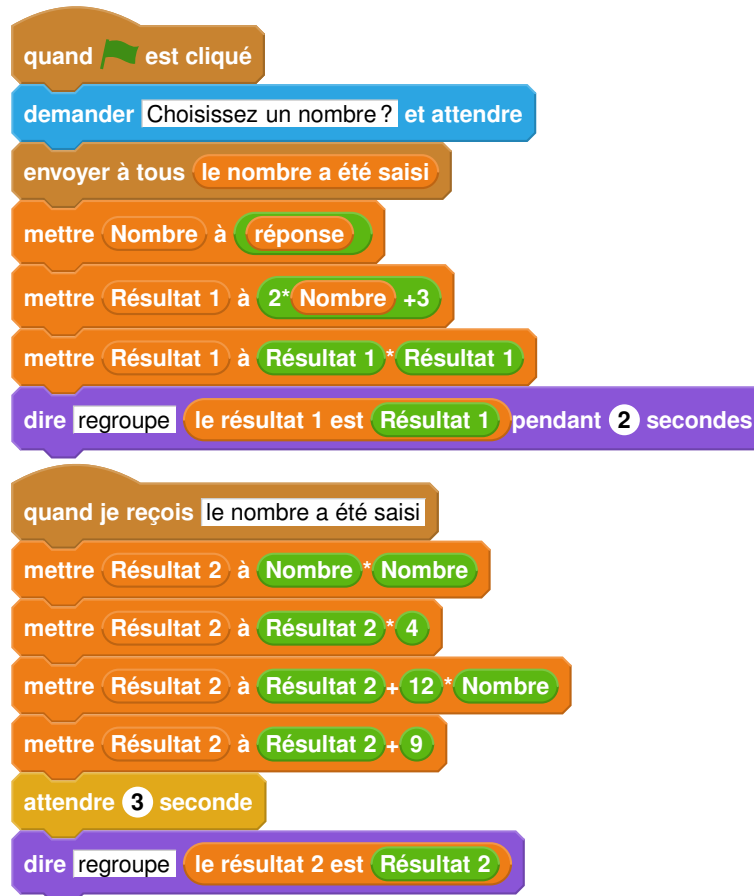 quand est cliqué
demander Choisissez un nombre ? et attendre
envoyer à tous le nombre a été saisi
mettre Nombre à réponse
mettre Résultat 1 à 2* Nombre +3
mettre Résultat 1 à Résultat 1 * Résultat 1
dire regroupe le résultat 1 est Résultat 1 pendant 2 secondes
quand je reçois le nombre a été saisi
mettre Résultat 2 à Nombre * Nombre
mettre Résultat 2 à Résultat 2 * 4
mettre Résultat 2 à Résultat 2 + 12 * Nombre
mettre Résultat 2 à Résultat 2 + 9
attendre 3 seconde
dire regroupe le résultat 2 est Résultat 2